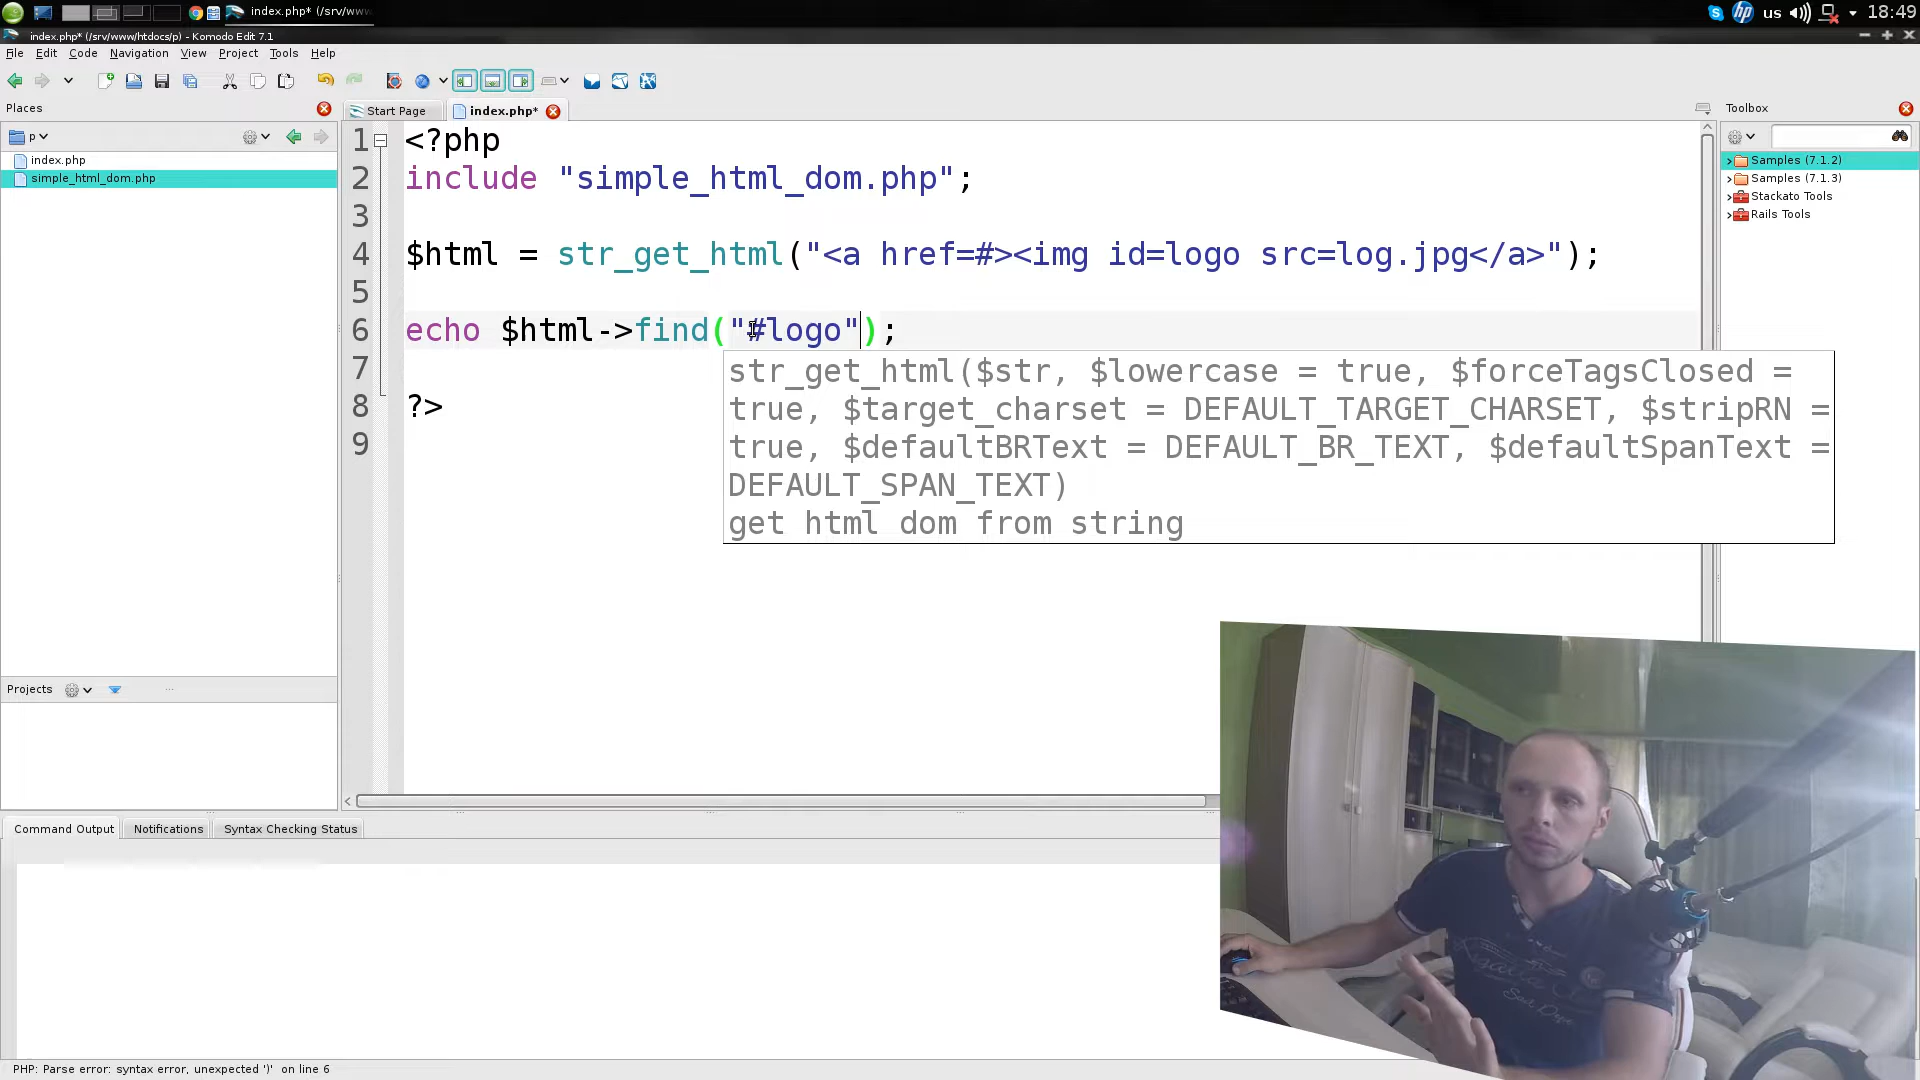 index.php* (/srv/www
us
18:49
index.php* (/srv/www/htdocs/p) - Komodo Edit 7.1
File Edit Code Navigation View Project Tools Help
Places
Start Page
index.php*
Toolbox
p
index.php
simple_html_dom.php
Samples (7.1.2)
Samples (7.1.3)
Stackato Tools
Rails Tools
1 <?php
2 include "simple_html_dom.php";
3
4 $html = str_get_html("<a href=#><img id=logo src=log.jpg</a>");
5
6 echo $html->find("#logo");
7
8 ?>
9
str_get_html($str, $lowercase = true, $forceTagsClosed =
true, $target_charset = DEFAULT_TARGET_CHARSET, $stripRN =
true, $defaultBRText = DEFAULT_BR_TEXT, $defaultSpanText =
DEFAULT_SPAN_TEXT)
get html dom from string
Projects
Command Output
Notifications
Syntax Checking Status
PHP: Parse error: syntax error, unexpected ')' on line 6